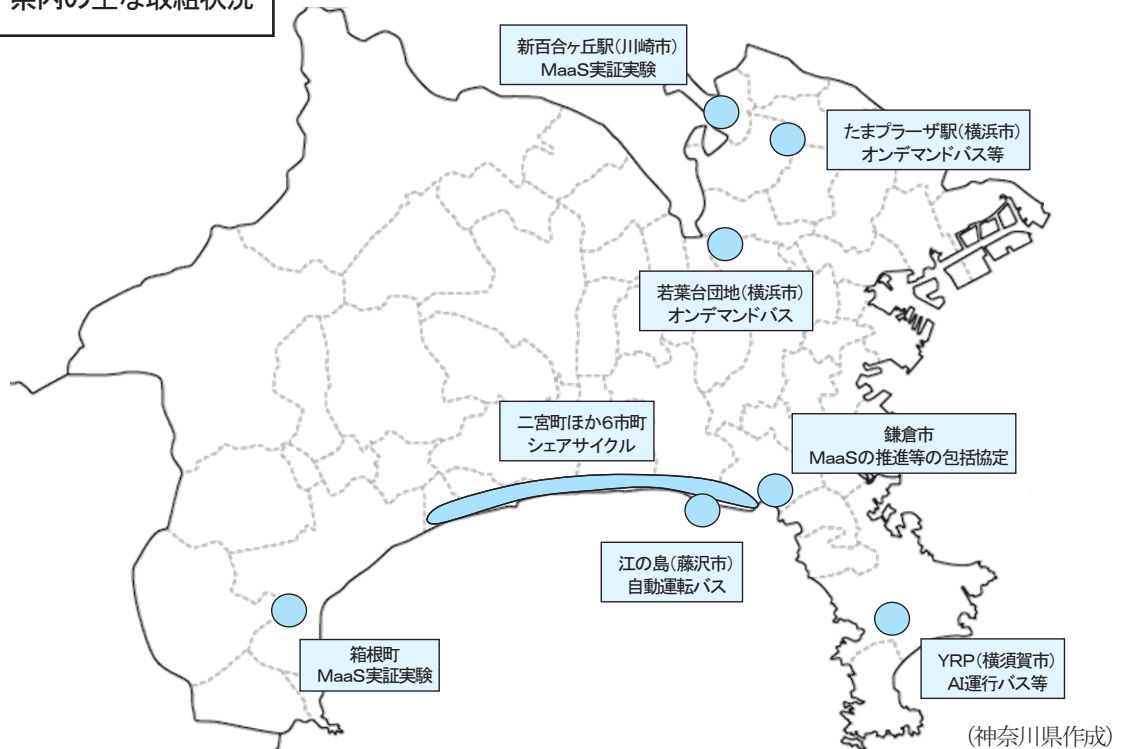 県内の主な取組状況
新百合ヶ丘駅(川崎市)
MaaS実証実験
たまプラーザ駅(横浜市)
オンデマンドバス等
若葉台団地(横浜市)
オンデマンドバス
二宮町ほか6市町
シェアサイクル
鎌倉市
MaaSの推進等の包括協定
江の島(藤沢市)
自動運転バス
箱根町
MaaS実証実験
YRP(横須賀市)
AI運行バス等
(神奈川県作成)